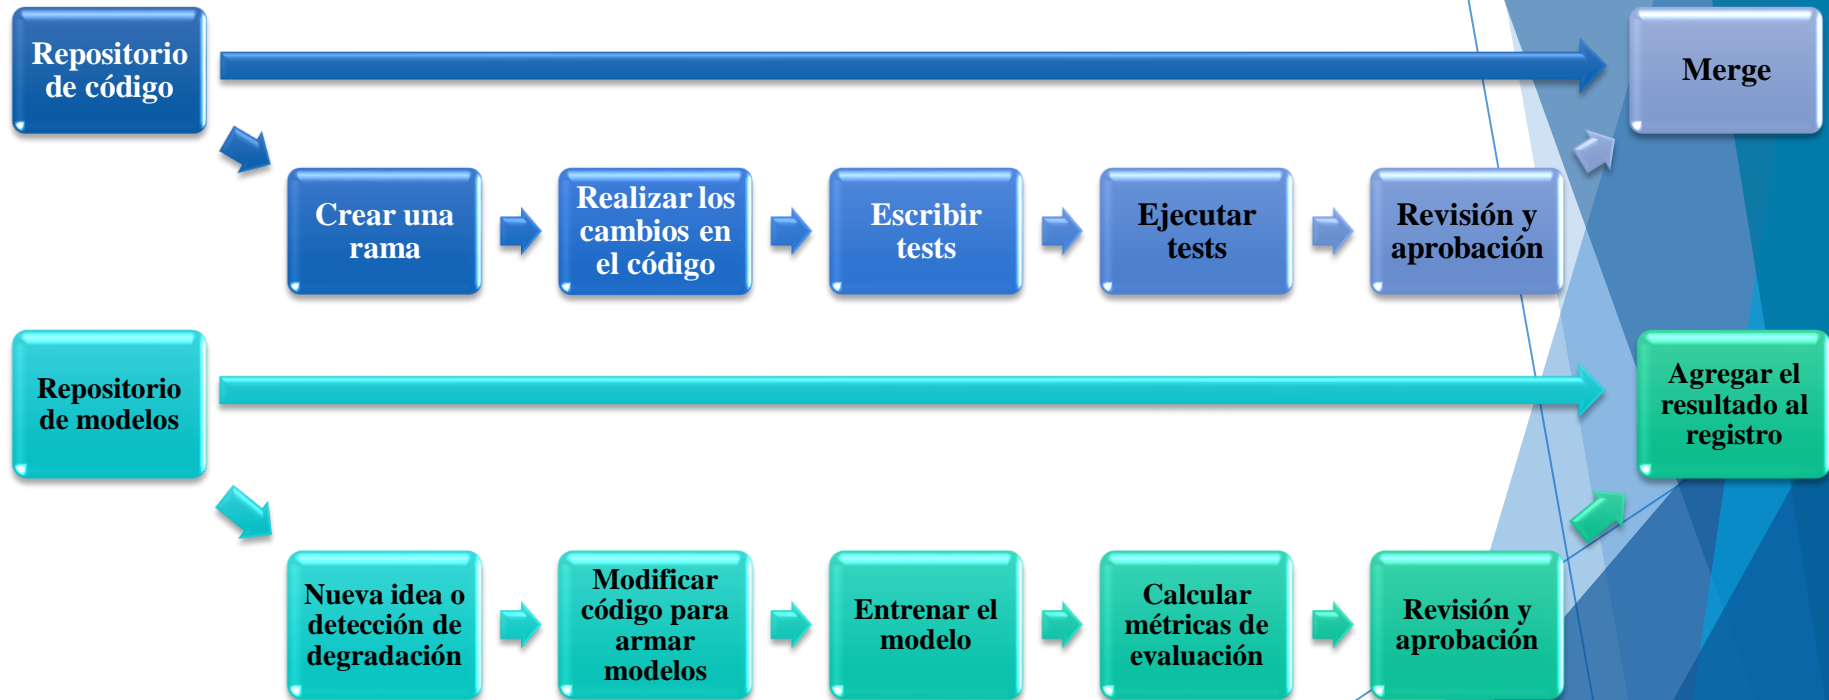 Repositorio
de código
Merge
Crear una
rama
Realizar los
cambios en
el código
Escribir
tests
Ejecutar
tests
Revisión y
aprobación
Repositorio
de modelos
Agregar el
resultado al
registro
Nueva idea o
detección de
degradación
Modificar
código para
armar
modelos
Entrenar el
modelo
Calcular
métricas de
evaluación
Revisión y
aprobación